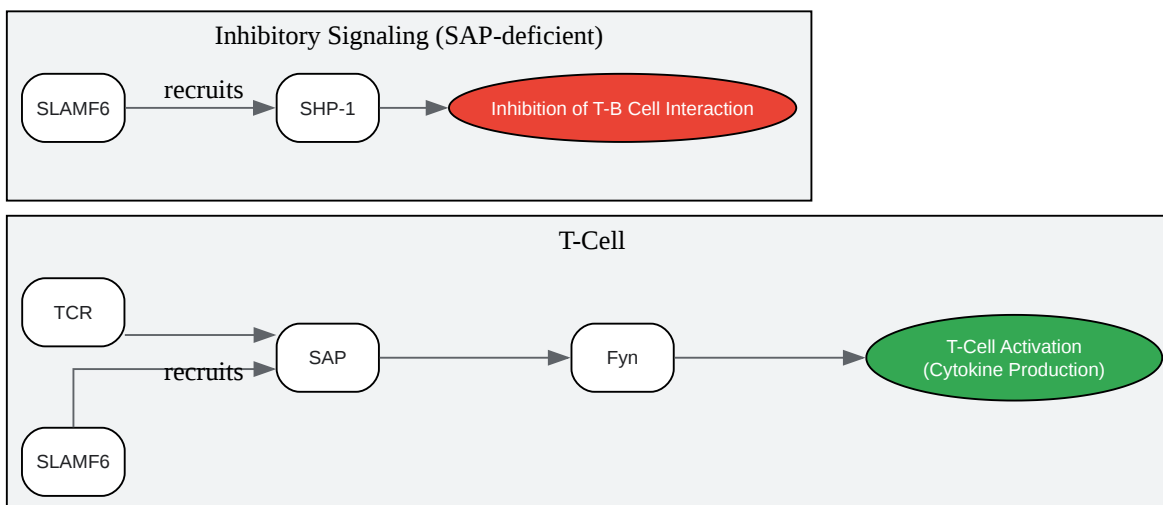 Inhibitory Signaling (SAP-deficient)
SLAMF6
recruits
SHP-1
Inhibition of T-B Cell Interaction
T-Cell
TCR
SLAMF6
recruits
SAP
Fyn
T-Cell Activation
(Cytokine Production)